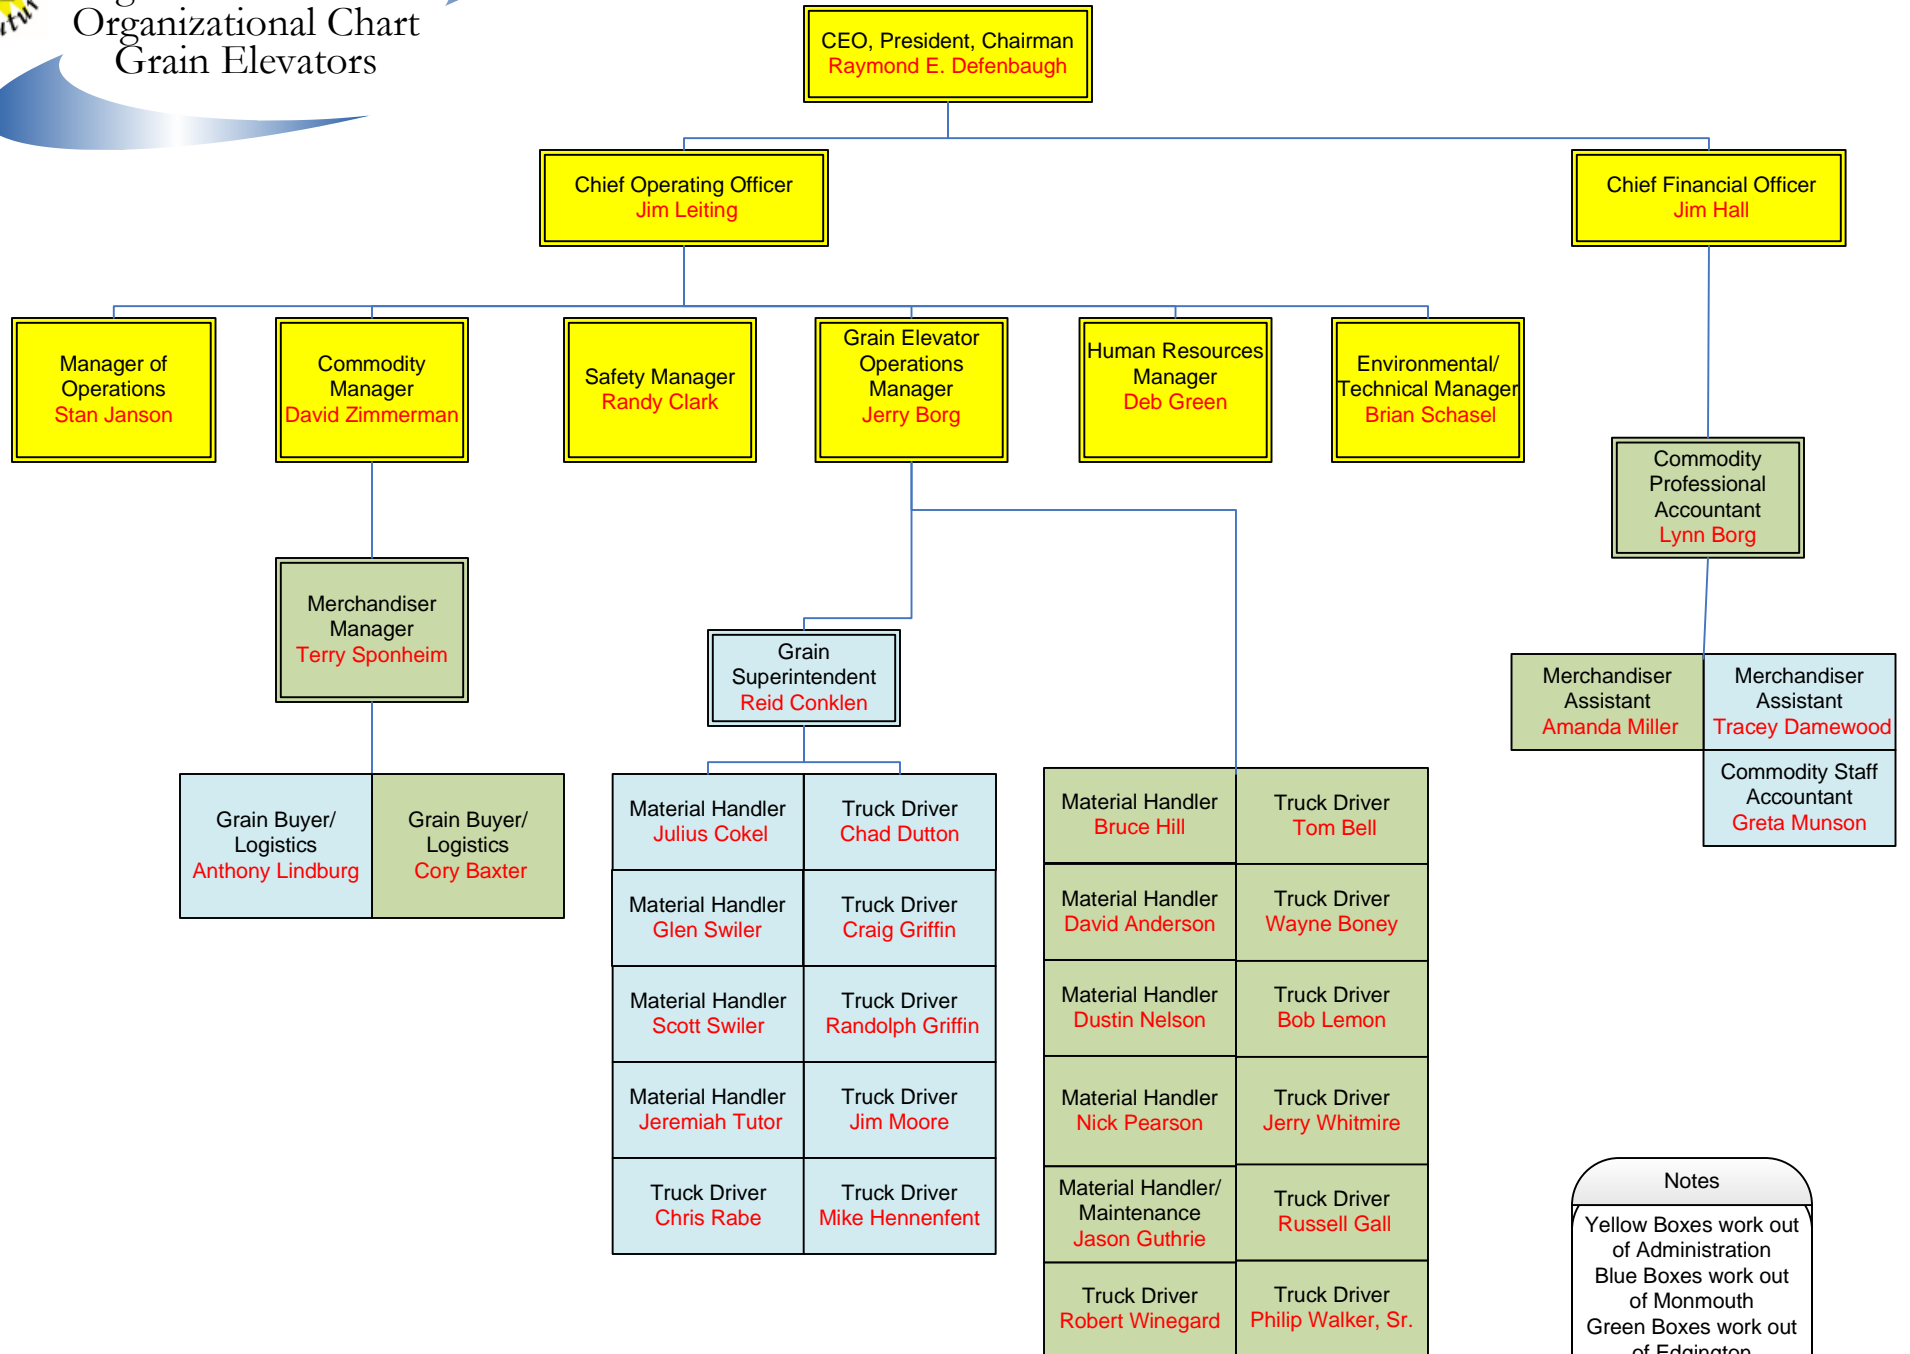 Organizational Chart
Grain Elevators
CEO, President, Chairman
Raymond E. Defenbaugh
Chief Operating Officer
Jim Leiting
Chief Financial Officer
Jim Hall
Manager of
Operations
Stan Janson
Commodity
Manager
David Zimmerman
Safety Manager
Randy Clark
Grain Elevator
Operations
Manager
Jerry Borg
Human Resources
Manager
Deb Green
Environmental/
Technical Manager
Brian Schasel
Commodity
Professional
Accountant
Lynn Borg
Merchandiser
Manager
Terry Sponheim
Grain
Superintendent
Reid Conklen
Merchandiser
Assistant
Amanda Miller
Merchandiser
Assistant
Tracey Damewood
Commodity Staff
Accountant
Greta Munson
Grain Buyer/
Logistics
Anthony Lindburg
Grain Buyer/
Logistics
Cory Baxter
Material Handler
Julius Cokel
Truck Driver
Chad Dutton
Material Handler
Glen Swiler
Truck Driver
Craig Griffin
Material Handler
Scott Swiler
Truck Driver
Randolph Griffin
Material Handler
Jeremiah Tutor
Truck Driver
Jim Moore
Truck Driver
Chris Rabe
Truck Driver
Mike Hennenfent
Material Handler
Bruce Hill
Truck Driver
Tom Bell
Material Handler
David Anderson
Truck Driver
Wayne Boney
Material Handler
Dustin Nelson
Truck Driver
Bob Lemon
Material Handler
Nick Pearson
Truck Driver
Jerry Whitmire
Material Handler/
Maintenance
Jason Guthrie
Truck Driver
Russell Gall
Truck Driver
Robert Winegard
Truck Driver
Philip Walker, Sr.
Notes
Yellow Boxes work out
of Administration
Blue Boxes work out
of Monmouth
Green Boxes work out
of Edgington